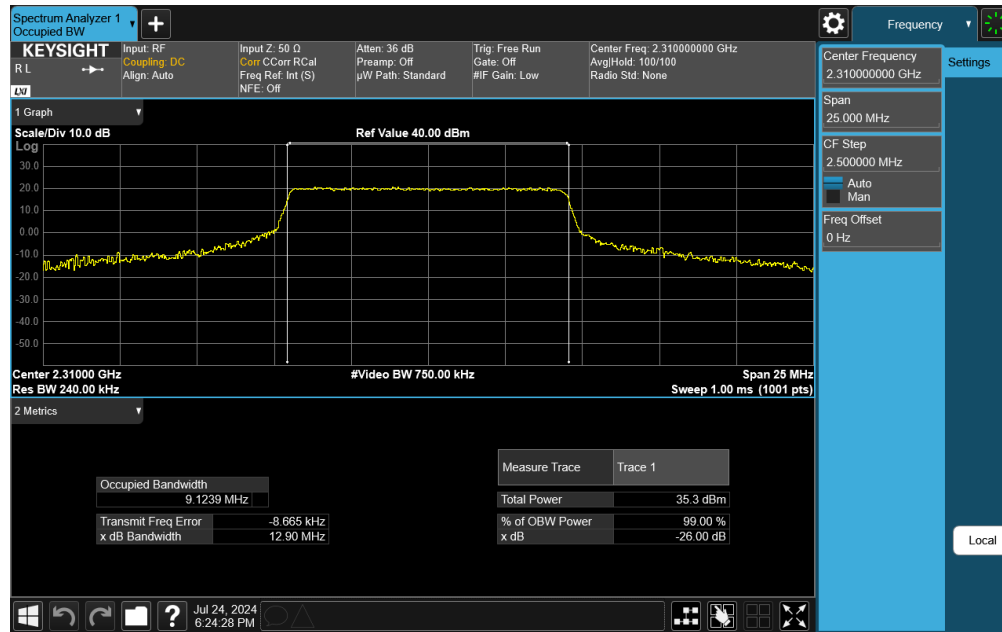 Spectrum Analyzer 1
Occupied BW
+
Frequency
KEYSIGHT
R L
LXI
Input: RF
Coupling: DC
Align: Auto
Input Z: 50 Ω
Corr CCorr RCal
Freq Ref: Int (S)
NFE: Off
Atten: 36 dB
Preamp: Off
µW Path: Standard
Trig: Free Run
Gate: Off
#IF Gain: Low
Center Freq: 2.310000000 GHz
Avg|Hold: 100/100
Radio Std: None
Center Frequency
2.310000000 GHz
Settings
Span
25.000 MHz
CF Step
2.500000 MHz
Auto
Man
Freq Offset
0 Hz
Local
1 Graph
Scale/Div 10.0 dB
Ref Value 40.00 dBm
Log
30.0
20.0
10.0
0.00
-10.0
-20.0
-30.0
-40.0
-50.0
Center 2.31000 GHz
#Video BW 750.00 kHz
Span 25 MHz
Res BW 240.00 kHz
Sweep 1.00 ms (1001 pts)
2 Metrics
Occupied Bandwidth
9.1239 MHz
Transmit Freq Error -8.665 kHz
x dB Bandwidth 12.90 MHz
Measure Trace Trace 1
Total Power 35.3 dBm
% of OBW Power 99.00 %
x dB -26.00 dB
?
Jul 24, 2024
6:24:28 PM